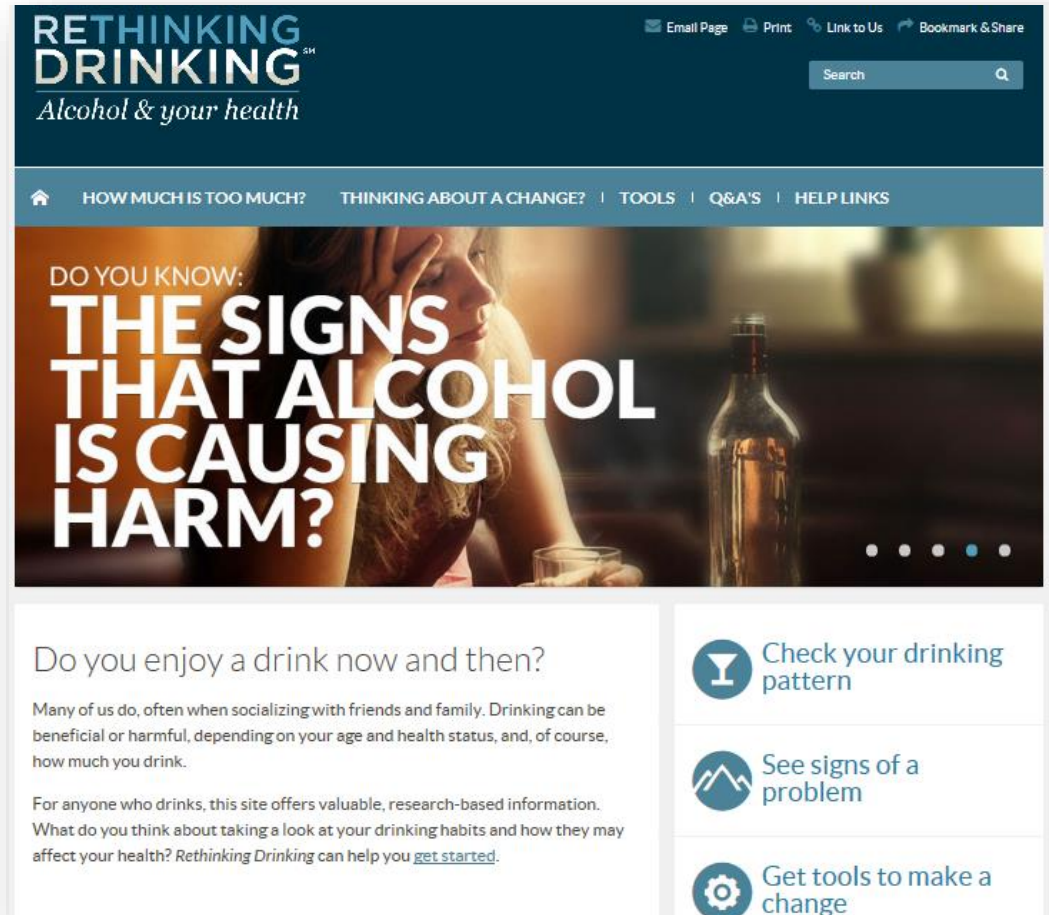 RETHINKING
DRINKING℠
Alcohol & your health
Email Page Print Link to Us Bookmark & Share
Search
HOW MUCH IS TOO MUCH? THINKING ABOUT A CHANGE? | TOOLS | Q&A'S | HELP LINKS
DO YOU KNOW:
THE SIGNS
THAT ALCOHOL
IS CAUSING
HARM?
Do you enjoy a drink now and then?
Many of us do, often when socializing with friends and family. Drinking can be
beneficial or harmful, depending on your age and health status, and, of course,
how much you drink.
For anyone who drinks, this site offers valuable, research-based information.
What do you think about taking a look at your drinking habits and how they may
affect your health? Rethinking Drinking can help you get started.
Check your drinking
pattern
See signs of a
problem
Get tools to make a
change